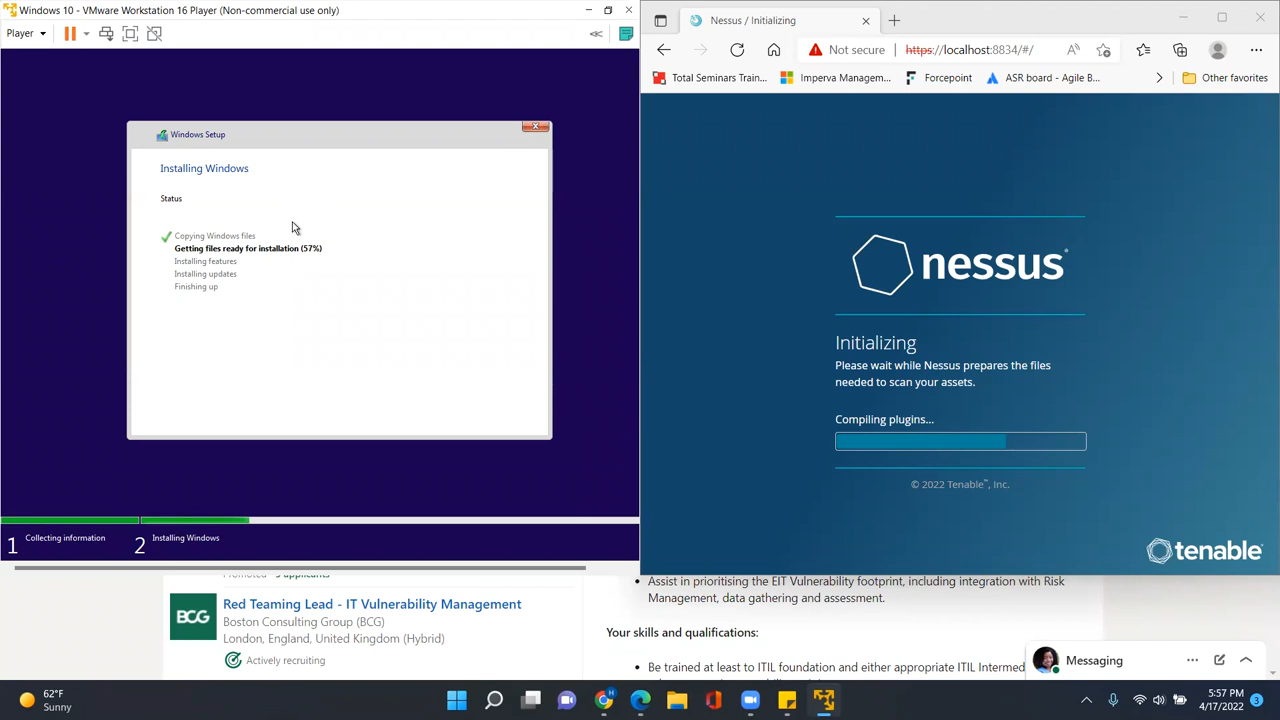 Windows 10 - VMware Workstation 16 Player (Non-commercial use only)
Player
Windows Setup
Installing Windows
Status
Copying Windows files
Getting files ready for installation (57%)
Installing features
Installing updates
Finishing up
1 Collecting information
2 Installing Windows
Nessus / Initializing
Not secure
https://localhost:8834/#/
Total Seminars Train...
Imperva Managem...
Forcepoint
ASR board - Agile B...
Other favorites
nessus®
Initializing
Please wait while Nessus prepares the files
needed to scan your assets.
Compiling plugins...
© 2022 Tenable™, Inc.
tenable
BCG
Red Teaming Lead - IT Vulnerability Management
Boston Consulting Group (BCG)
London, England, United Kingdom (Hybrid)
Actively recruiting
Assist in prioritising the EIT Vulnerability footprint, including integration with Risk
Management, data gathering and assessment.
Your skills and qualifications:
Be trained at least to ITIL foundation and either appropriate ITIL Intermed
Messaging
62°F
Sunny
5:57 PM
4/17/2022
3